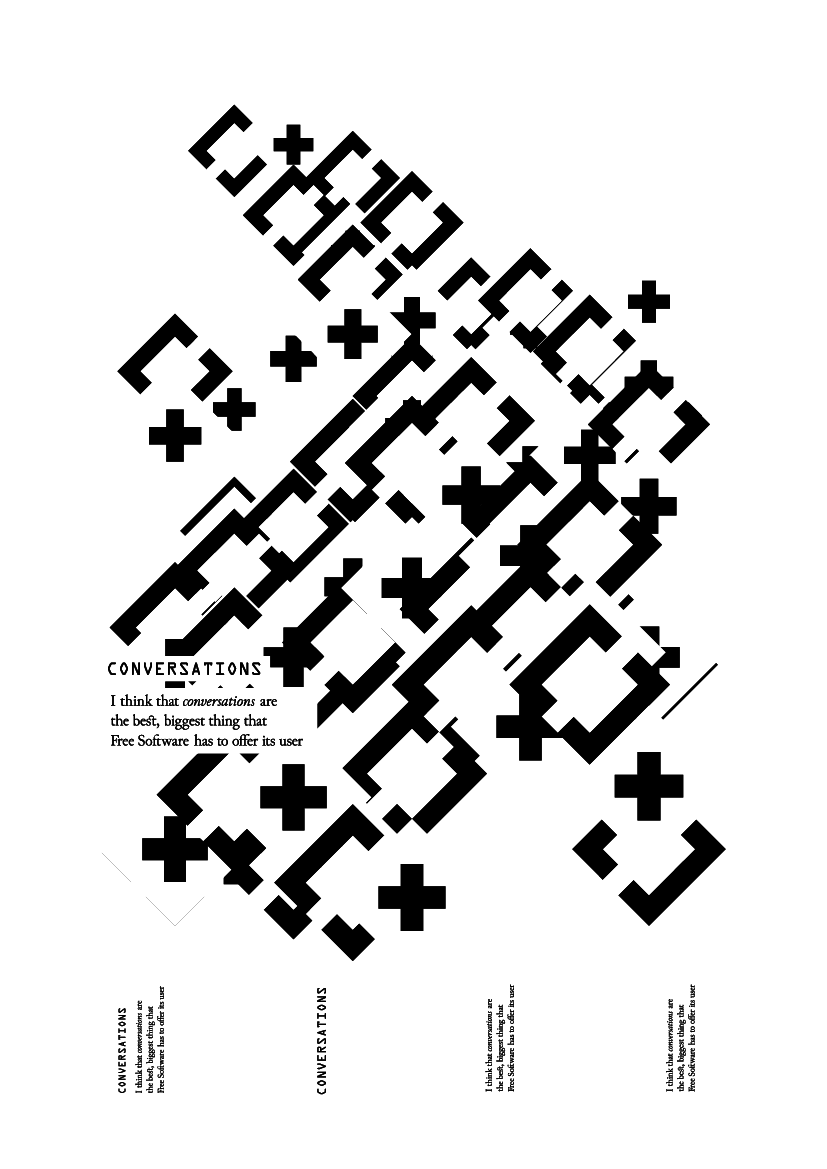 CONVERSATIONS
I think that conversations are
the best, biggest thing that
Free Software has to offer its user
CONVERSATIONS
I think that conversations are
the best, biggest thing that
Free Software has to offer its user
CONVERSATIONS
I think that conversations are
the best, biggest thing that
Free Software has to offer its user
I think that conversations are
the best, biggest thing that
Free Software has to offer its user